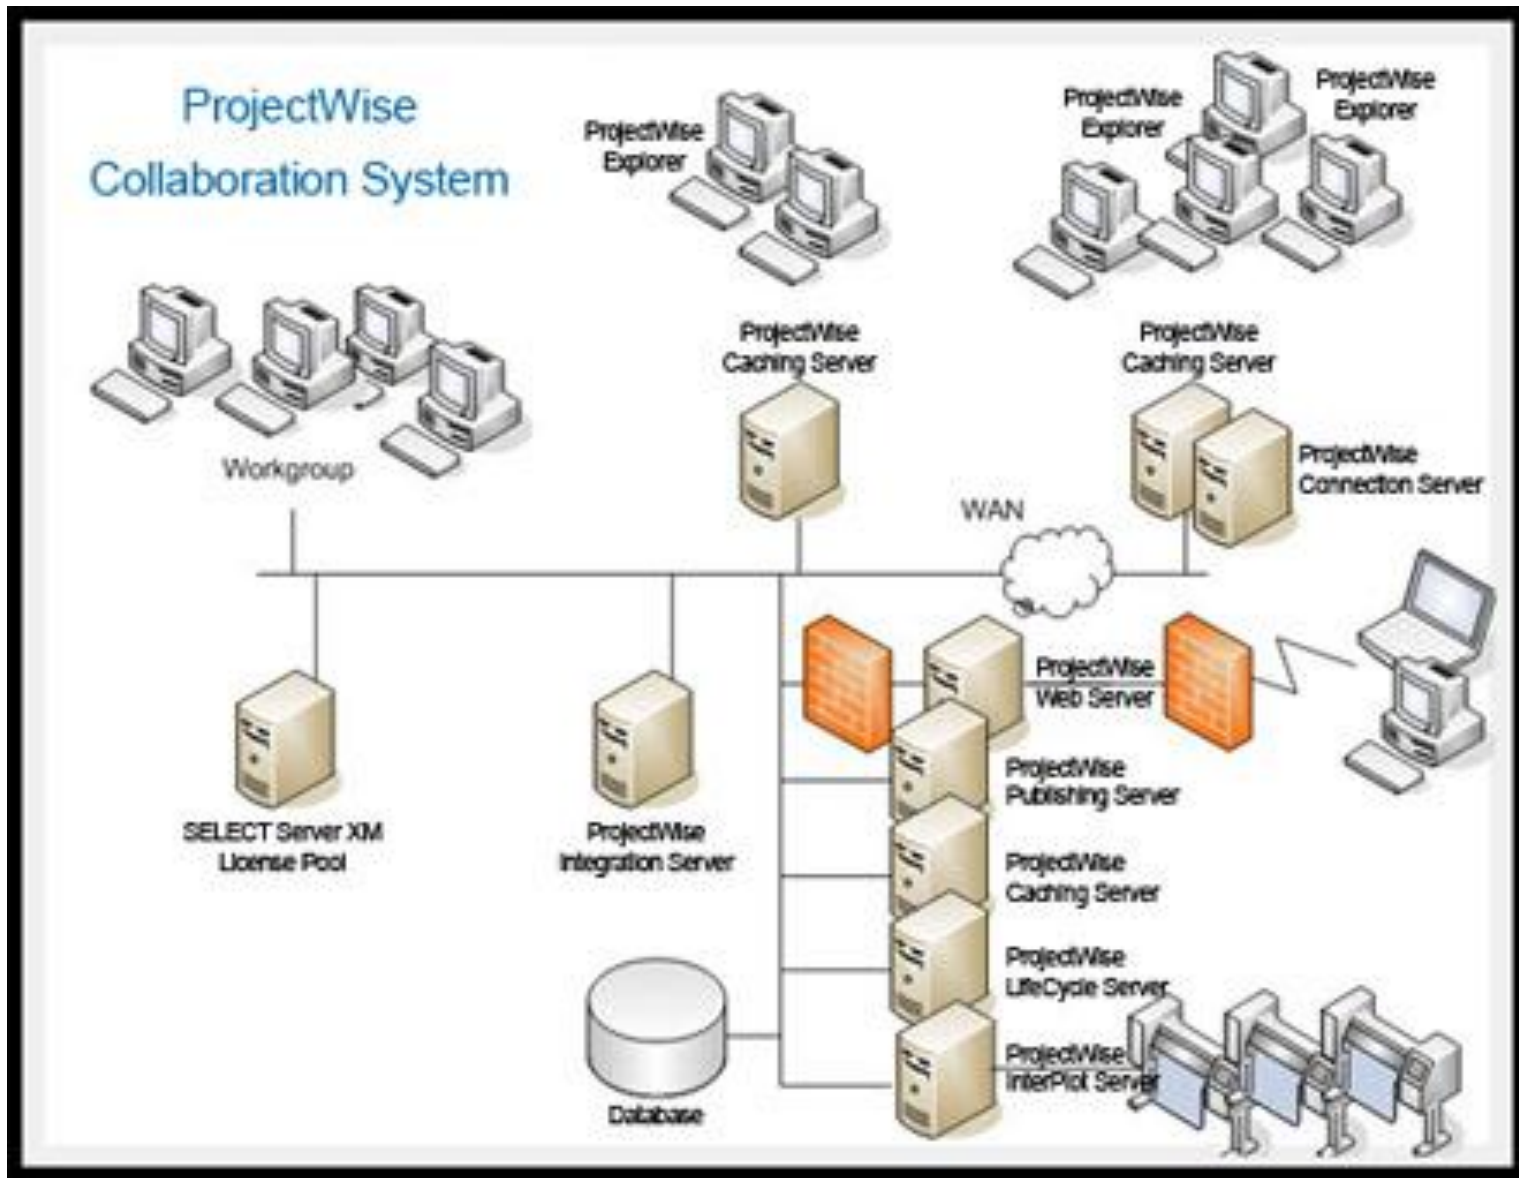 ProjectWise
Collaboration System
ProjectWise
Explorer
ProjectWise
Explorer
ProjectWise
Explorer
Workgroup
ProjectWise
Caching Server
ProjectWise
Caching Server
ProjectWise
Connection Server
WAN
ProjectWise
Web Server
ProjectWise
Publishing Server
SELECT Server XM
License Pool
ProjectWise
Integration Server
ProjectWise
Caching Server
ProjectWise
LifeCycle Server
ProjectWise
InterPlot Server
Database